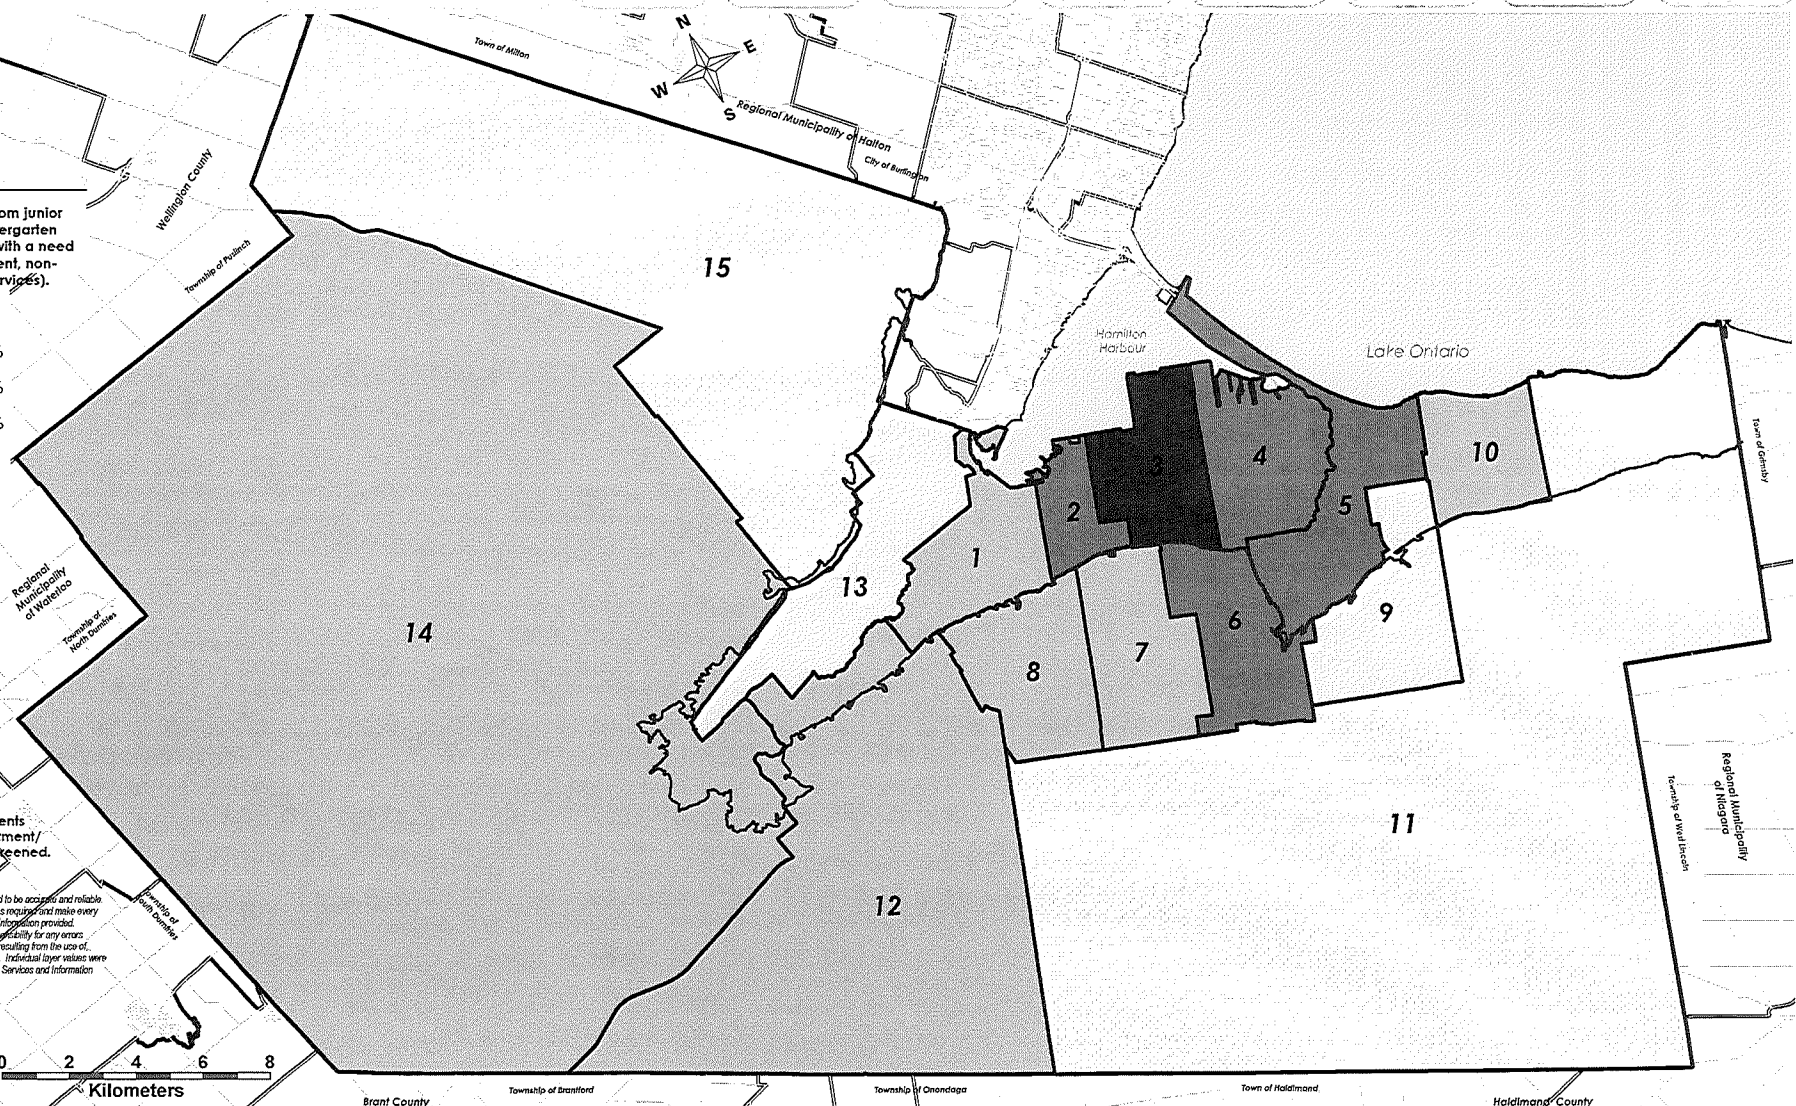 N
E
W
S
Town of Milton
Regional Municipality of Halton
City of Burlington
Wellington County
Township of Puslinch
om junior
ergarten
with a need
ent, non-
rvices).
15
Hamilton
Harbour
Lake Ontario
3
4
10
2
5
1
13
14
6
9
7
8
Town of Grimsby
Regional
Municipality
of Waterloo
Township of
North Dumfries
11
12
Regional Municipality
of Niagara
Township of West Lincoln
ents
tment/
reened.
d to be accurate and reliable.
s required and make every
information provided.
resulting from the use of,
Individual layer values were
Services and Information
Township of
South Dumfries
0 2 4 6 8
Kilometers
Brant County
Township of Brantford
Township of Onondaga
Town of Haldimand
Haldimand County